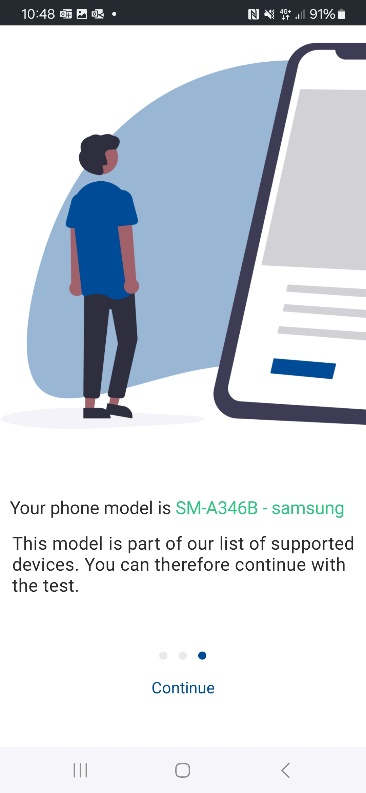 10:48 91%
Your phone model is SM-A346B - samsung
This model is part of our list of supported
devices. You can therefore continue with
the test.
Continue